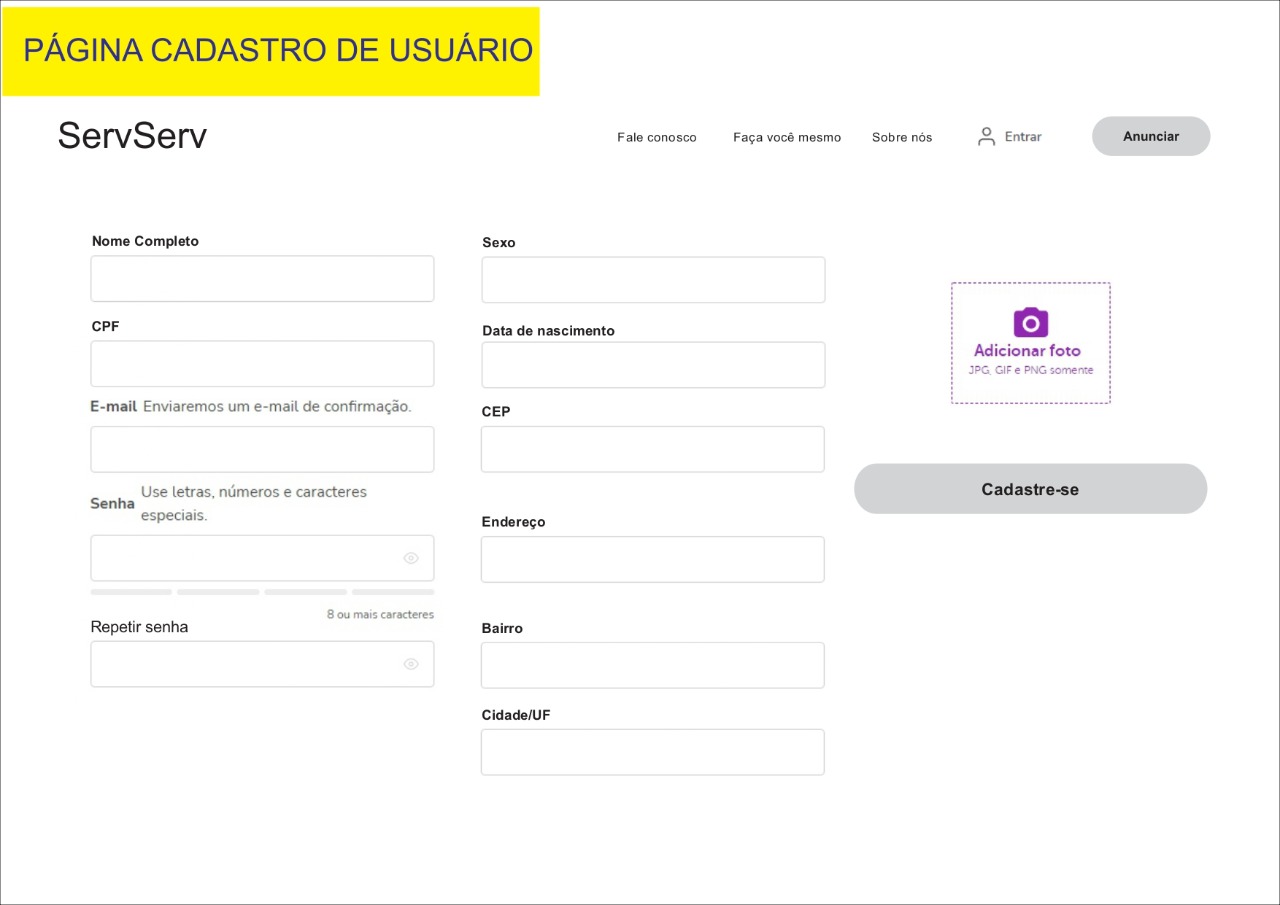 PÁGINA CADASTRO DE USUÁRIO
ServServ
Fale conosco
Faça você mesmo
Sobre nós
Entrar
Anunciar
Nome Completo
CPF
E-mail Enviaremos um e-mail de confirmação.
Senha
Use letras, números e caracteres
especiais.
8 ou mais caracteres
Repetir senha
Sexo
Data de nascimento
CEP
Endereço
Bairro
Cidade/UF
Adicionar foto
JPG, GIF e PNG somente
Cadastre-se